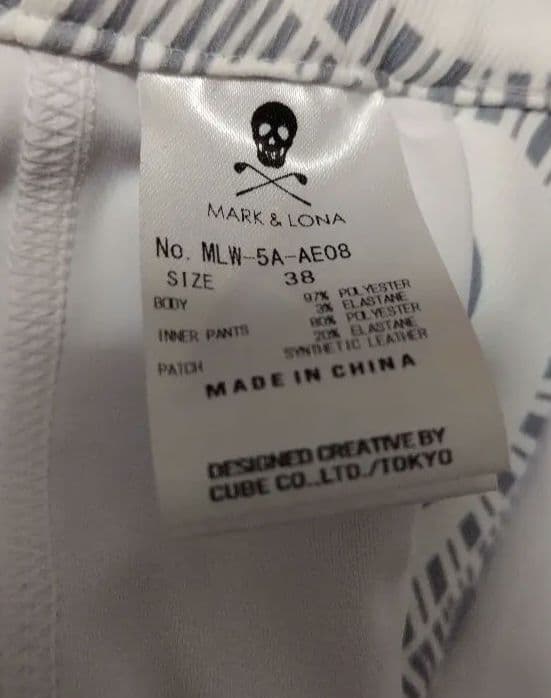 MARK & LONA
No. MLW-5A-AE08
SIZE 38
BODY 97% POLYESTER
3% ELASTANE
INNER PANTS 80% POLYESTER
20% ELASTANE
PATCH SYNTHETIC LEATHER
MADE IN CHINA
DESIGNED CREATIVE BY
CUBE CO.,LTD./TOKYO